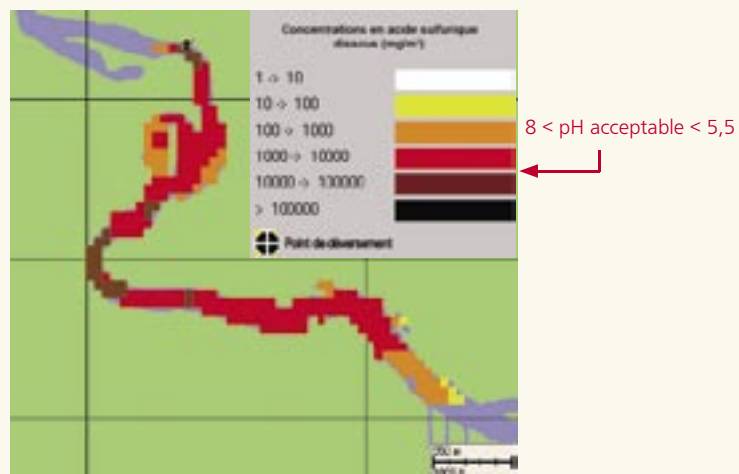 Concentrations en acide sulfurique
dissous (mg/m³)
1 -> 10
10 -> 100
100 -> 1000
1000 -> 10000
10000 -> 100000
> 100000
Point de déversement
8 < pH acceptable < 5,5